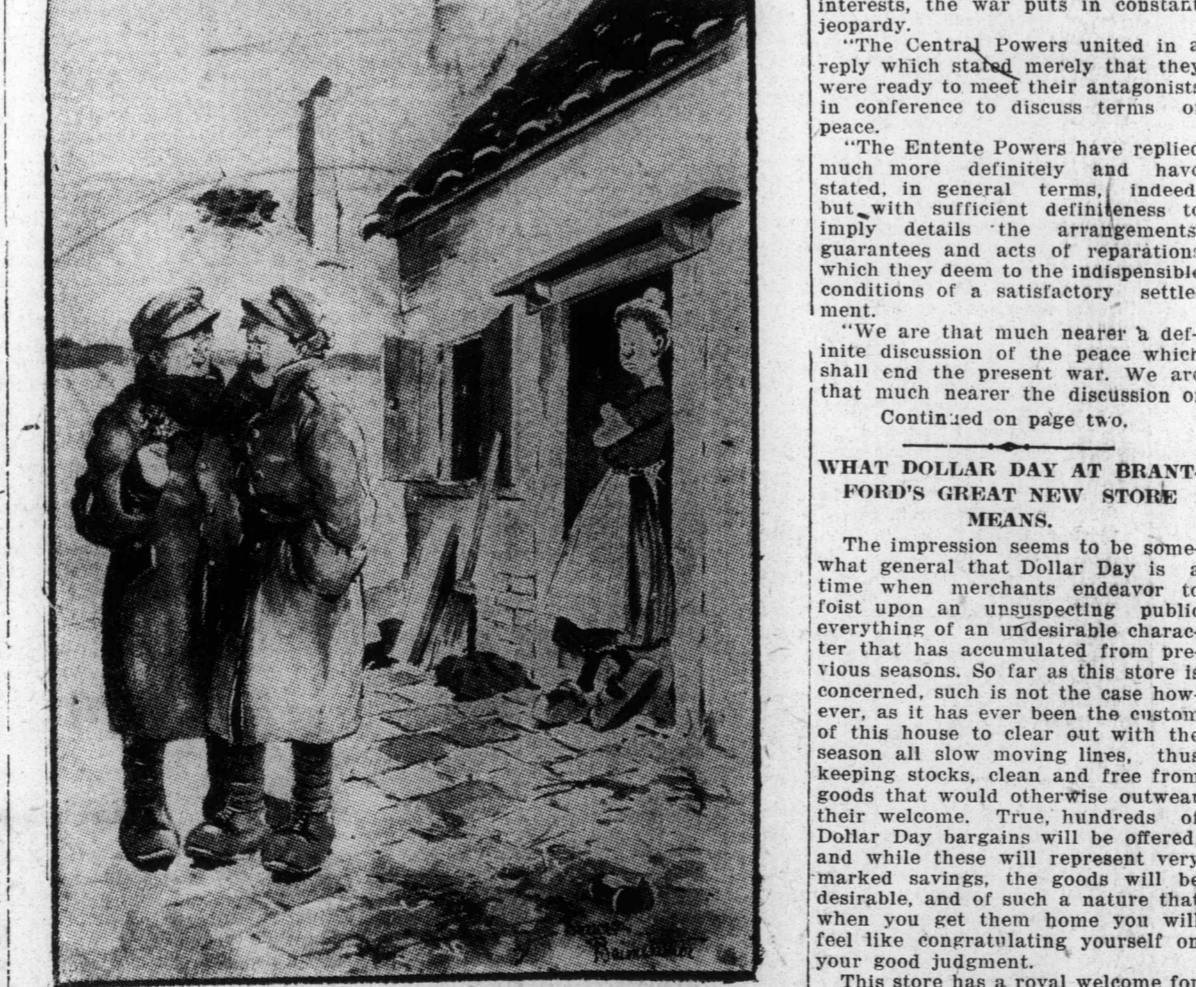 interests, the war puts in constant
jeopardy.
"The Central Powers united in a
reply which stated merely that they
were ready to meet their antagonists
in conference to discuss terms of
peace.
"The Entente Powers have replied
much more definitely and have
stated, in general terms, indeed
but with sufficient definiteness to
imply details the arrangements
guarantees and acts of reparations
which they deem to the indispensible
conditions of a satisfactory settle-
ment.
"We are that much nearer a def-
inite discussion of the peace which
shall end the present war. We are
that much nearer the discussion of
Continued on page two.
WHAT DOLLAR DAY AT BRANT-
FORD'S GREAT NEW STORE
MEANS.
The impression seems to be some-
what general that Dollar Day is a
time when merchants endeavor to
foist upon an unsuspecting public
everything of an undesirable charac-
ter that has accumulated from pre-
vious seasons. So far as this store is
concerned, such is not the case how-
ever, as it has ever been the custom
of this house to clear out with the
season all slow moving lines, thus
keeping stocks, clean and free from
goods that would otherwise outwear
their welcome. True, hundreds of
Dollar Day bargains will be offered
and while these will represent very
marked savings, the goods will be
desirable, and of such a nature that
when you get them home you will
feel like congratulating yourself on
your good judgment.
This store has a royal welcome for